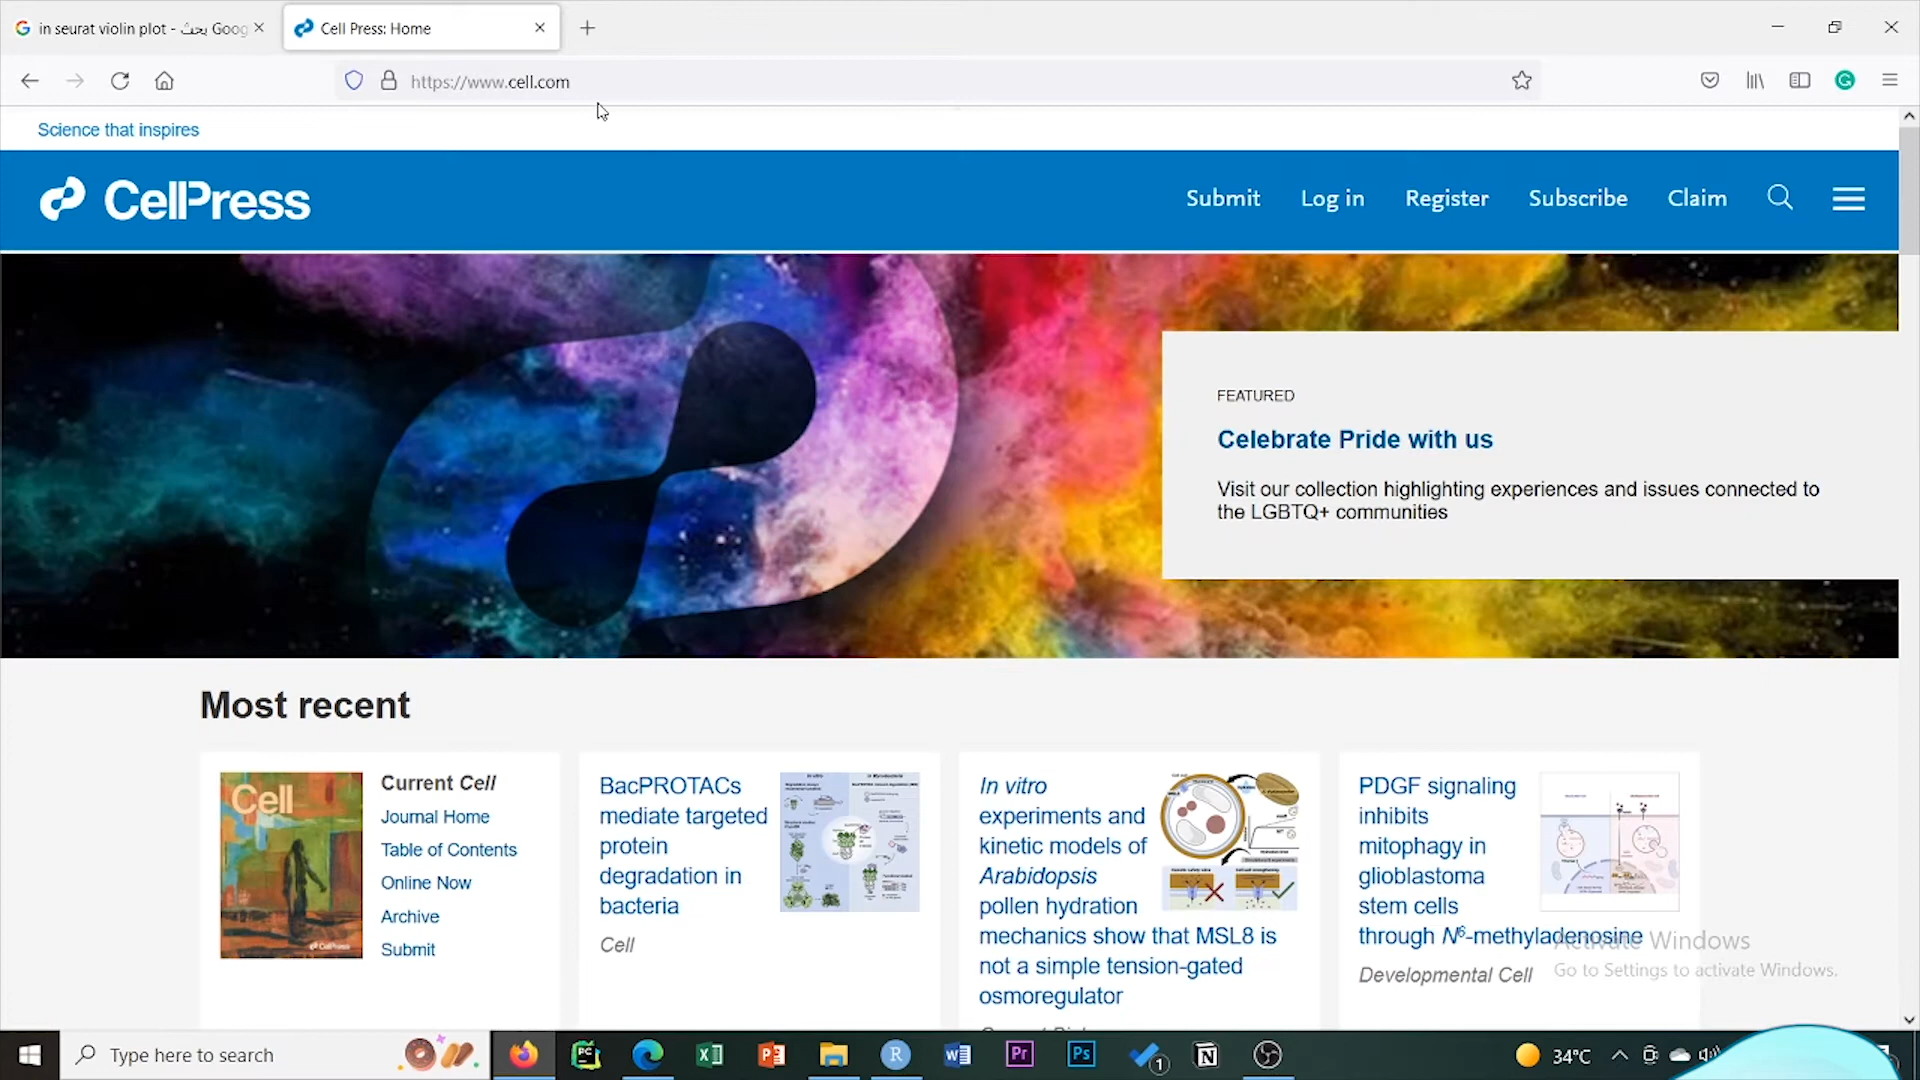 in seurat violin plot - بحث Goog
Cell Press: Home
https://www.cell.com
Science that inspires
CellPress
Submit
Log in
Register
Subscribe
Claim
FEATURED
Celebrate Pride with us
Visit our collection highlighting experiences and issues connected to
the LGBTQ+ communities
Most recent
Cell
CellPress
Current Cell
Journal Home
Table of Contents
Online Now
Archive
Submit
BacPROTACs
mediate targeted
protein
degradation in
bacteria
Cell
In vitro
experiments and
kinetic models of
Arabidopsis
pollen hydration
mechanics show that MSL8 is
not a simple tension-gated
osmoregulator
PDGF signaling
inhibits
mitophagy in
glioblastoma
stem cells
through N⁶-methyladenosine
Developmental Cell
Activate Windows
Go to Settings to activate Windows.
Type here to search
34°C